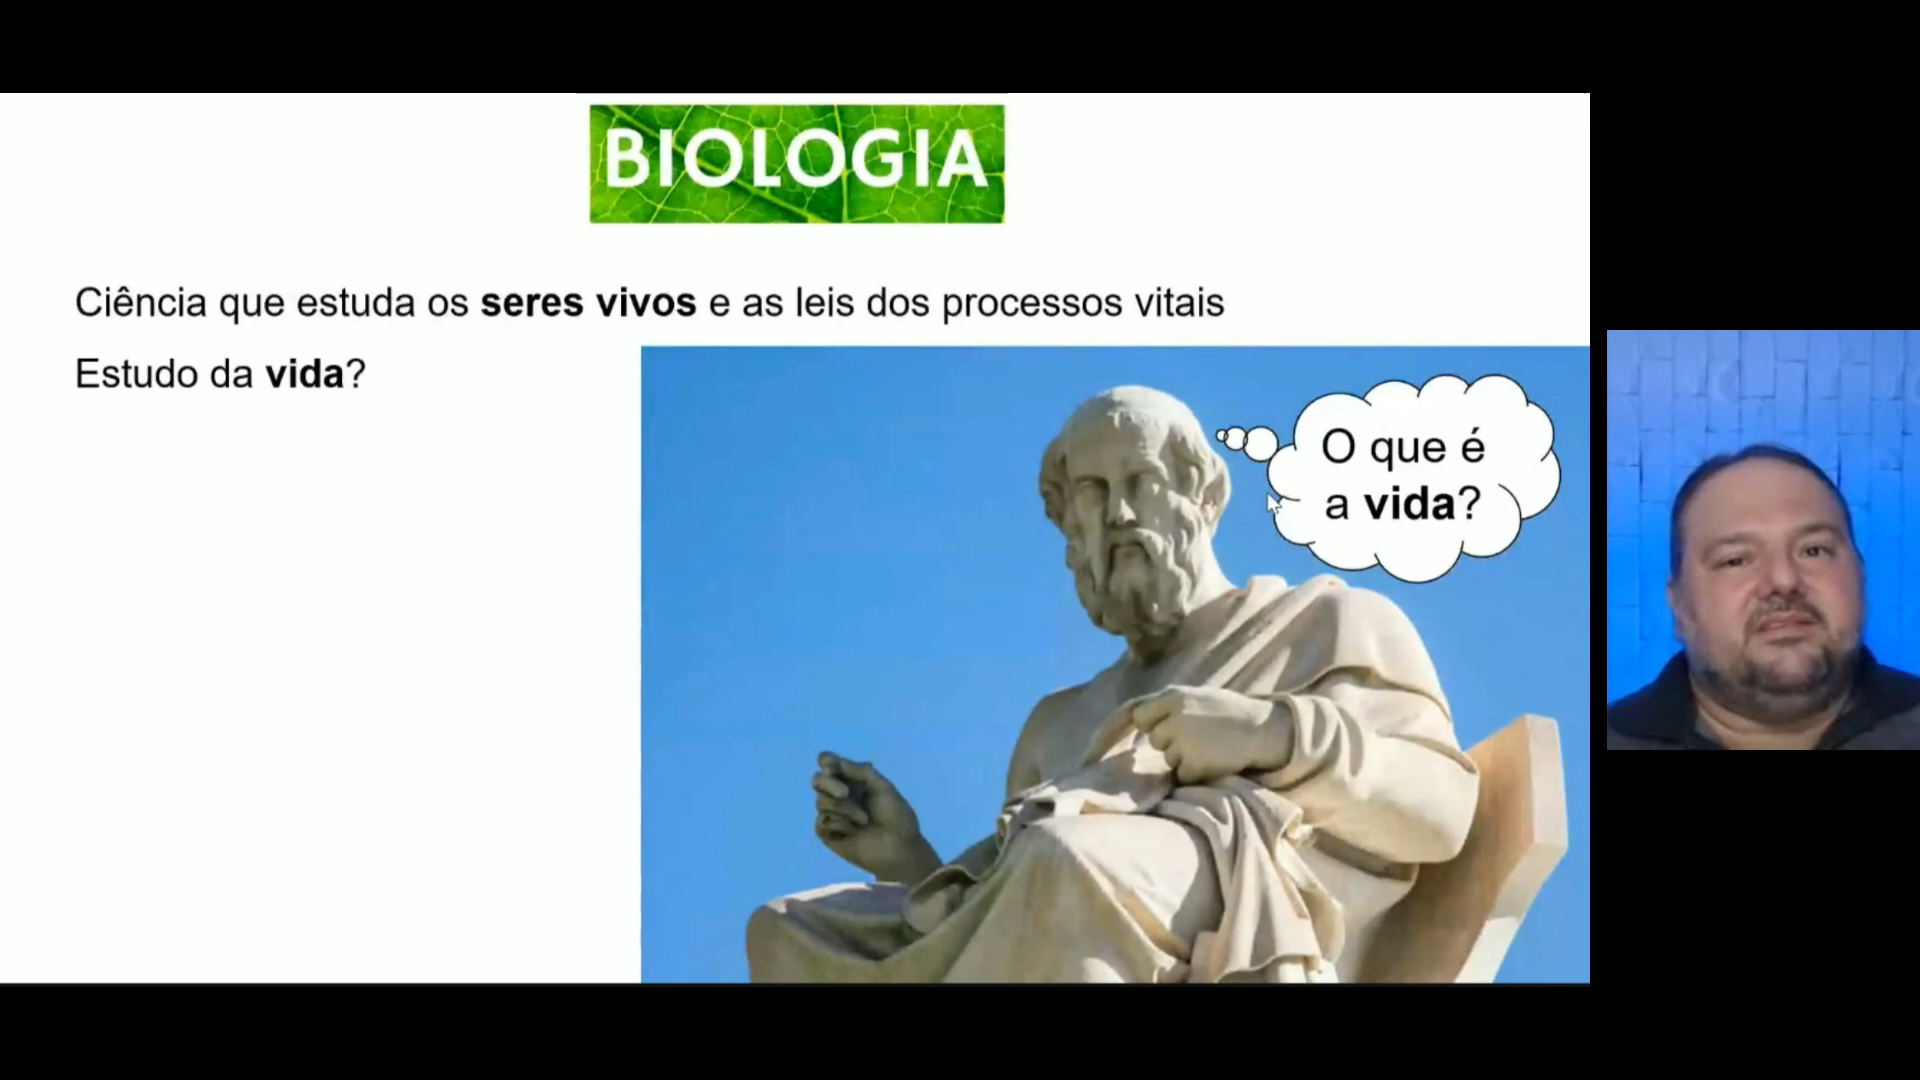 BIOLOGIA
Ciência que estuda os seres vivos e as leis dos processos vitais
Estudo da vida?
O que é
a vida?